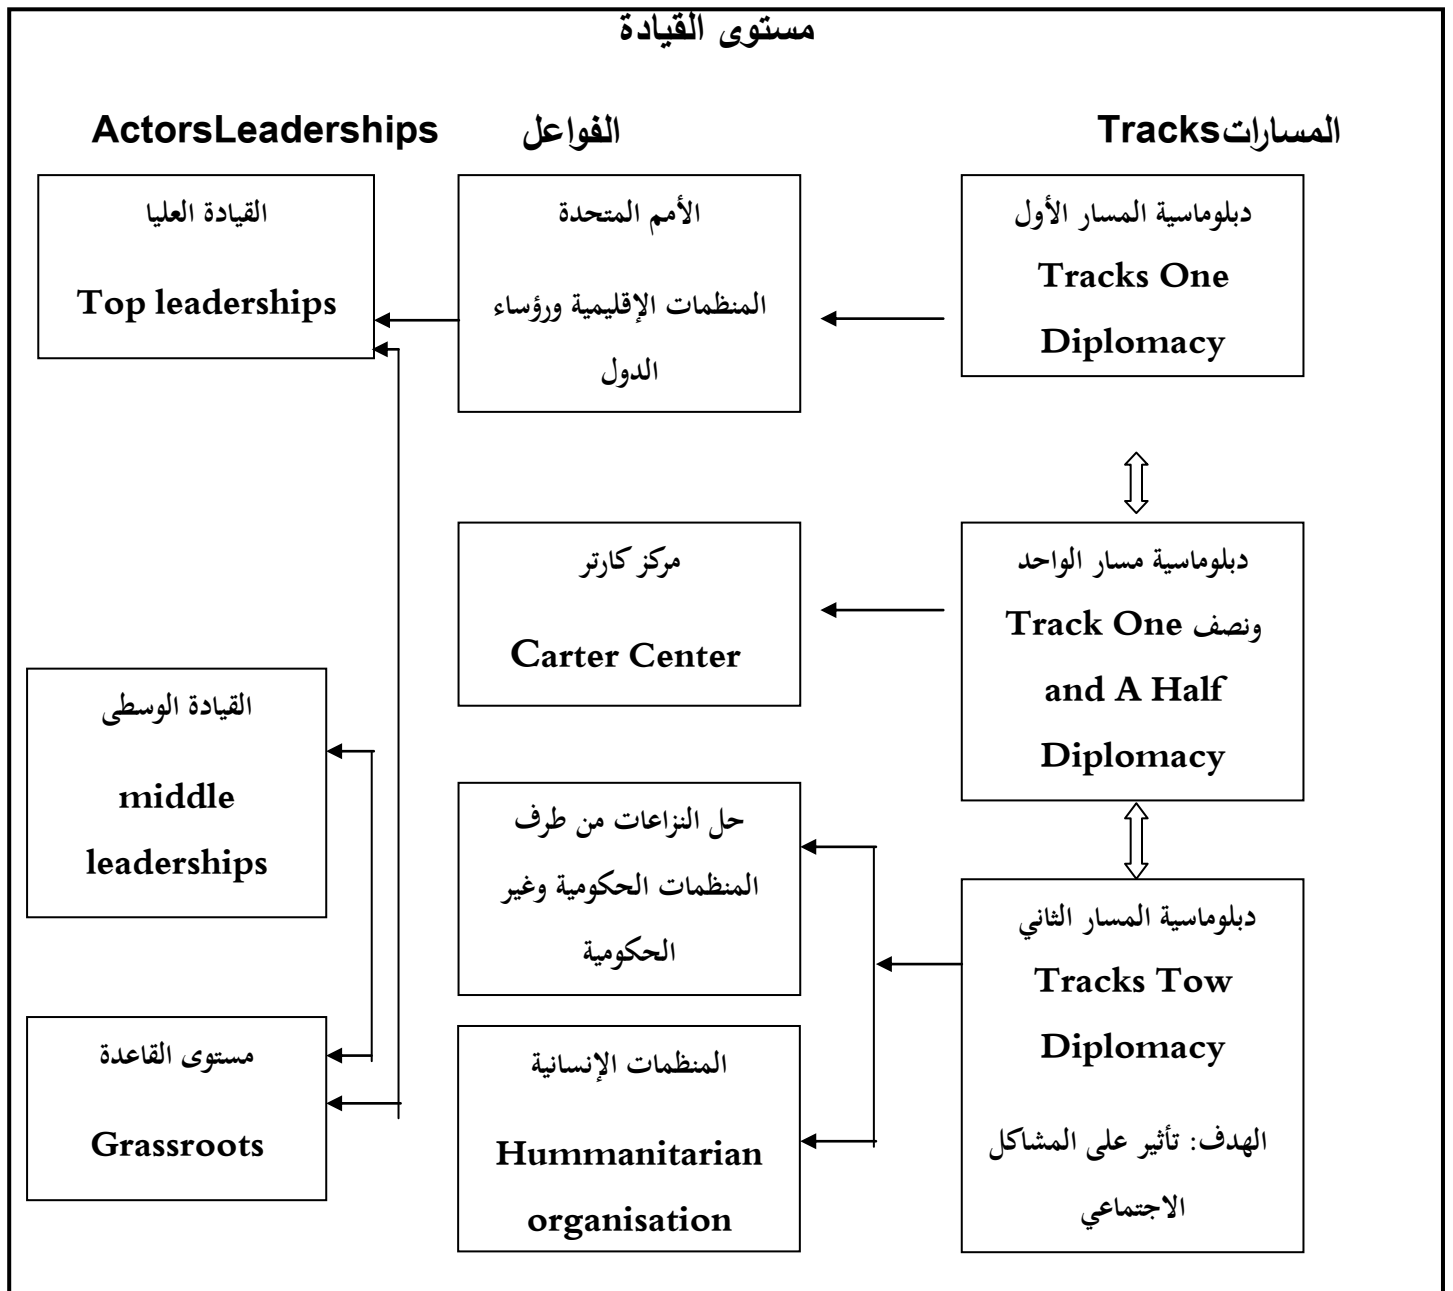 مستوى القيادة
المسارات Tracks
الفواعل
ActorsLeaderships
دبلوماسية المسار الأول
Tracks One
Diplomacy
الأمم المتحدة
المنظمات الإقليمية ورؤساء
الدول
القيادة العليا
Top leaderships
دبلوماسية مسار الواحد
ونصف Track One
and A Half
Diplomacy
مركز كارتر
Carter Center
القيادة الوسطى
middle
leaderships
حل النزاعات من طرف
المنظمات الحكومية وغير
الحكومية
دبلوماسية المسار الثاني
Tracks Tow
Diplomacy
الهدف: تأثير على المشاكل
الاجتماعي
المنظمات الإنسانية
Hummanitarian
organisation
مستوى القاعدة
Grassroots